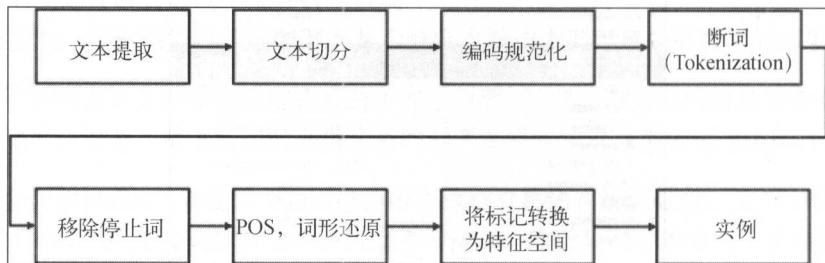 文本提取
文本切分
编码规范化
断词
（Tokenization）
移除停止词
POS，词形还原
将标记转换
为特征空间
实例